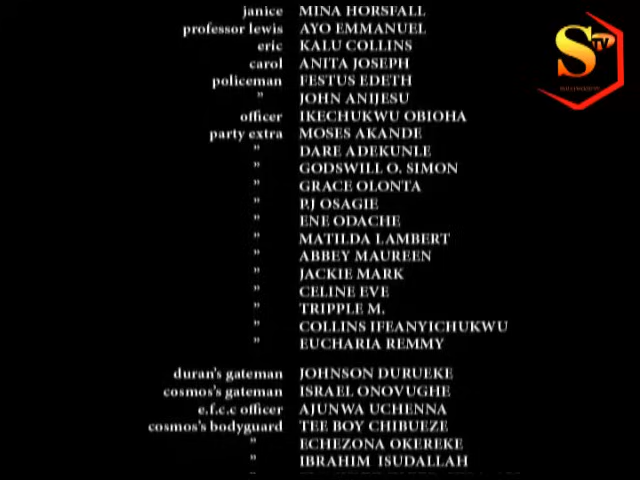 janice MINA HORSFALL
professor lewis AYO EMMANUEL
eric KALU COLLINS
carol ANITA JOSEPH
policeman FESTUS EDETH
" JOHN ANIJESU
officer IKECHUKWU OBIOHA
party extra MOSES AKANDE
" DARE ADEKUNLE
" GODSWILL O. SIMON
" GRACE OLONTA
" P.J OSAGIE
" ENE ODACHE
" MATILDA LAMBERT
" ABBEY MAUREEN
" JACKIE MARK
" CELINE EVE
" TRIPPLE M.
" COLLINS IFEANYICHUKWU
" EUCHARIA REMMY
duran's gateman JOHNSON DURUEKE
cosmos's gateman ISRAEL ONOVUGHE
e.f.c.c officer AJUNWA UCHENNA
cosmos's bodyguard TEE BOY CHIBUEZE
" ECHEZONA OKEREKE
" IBRAHIM ISUDALLAH
STV